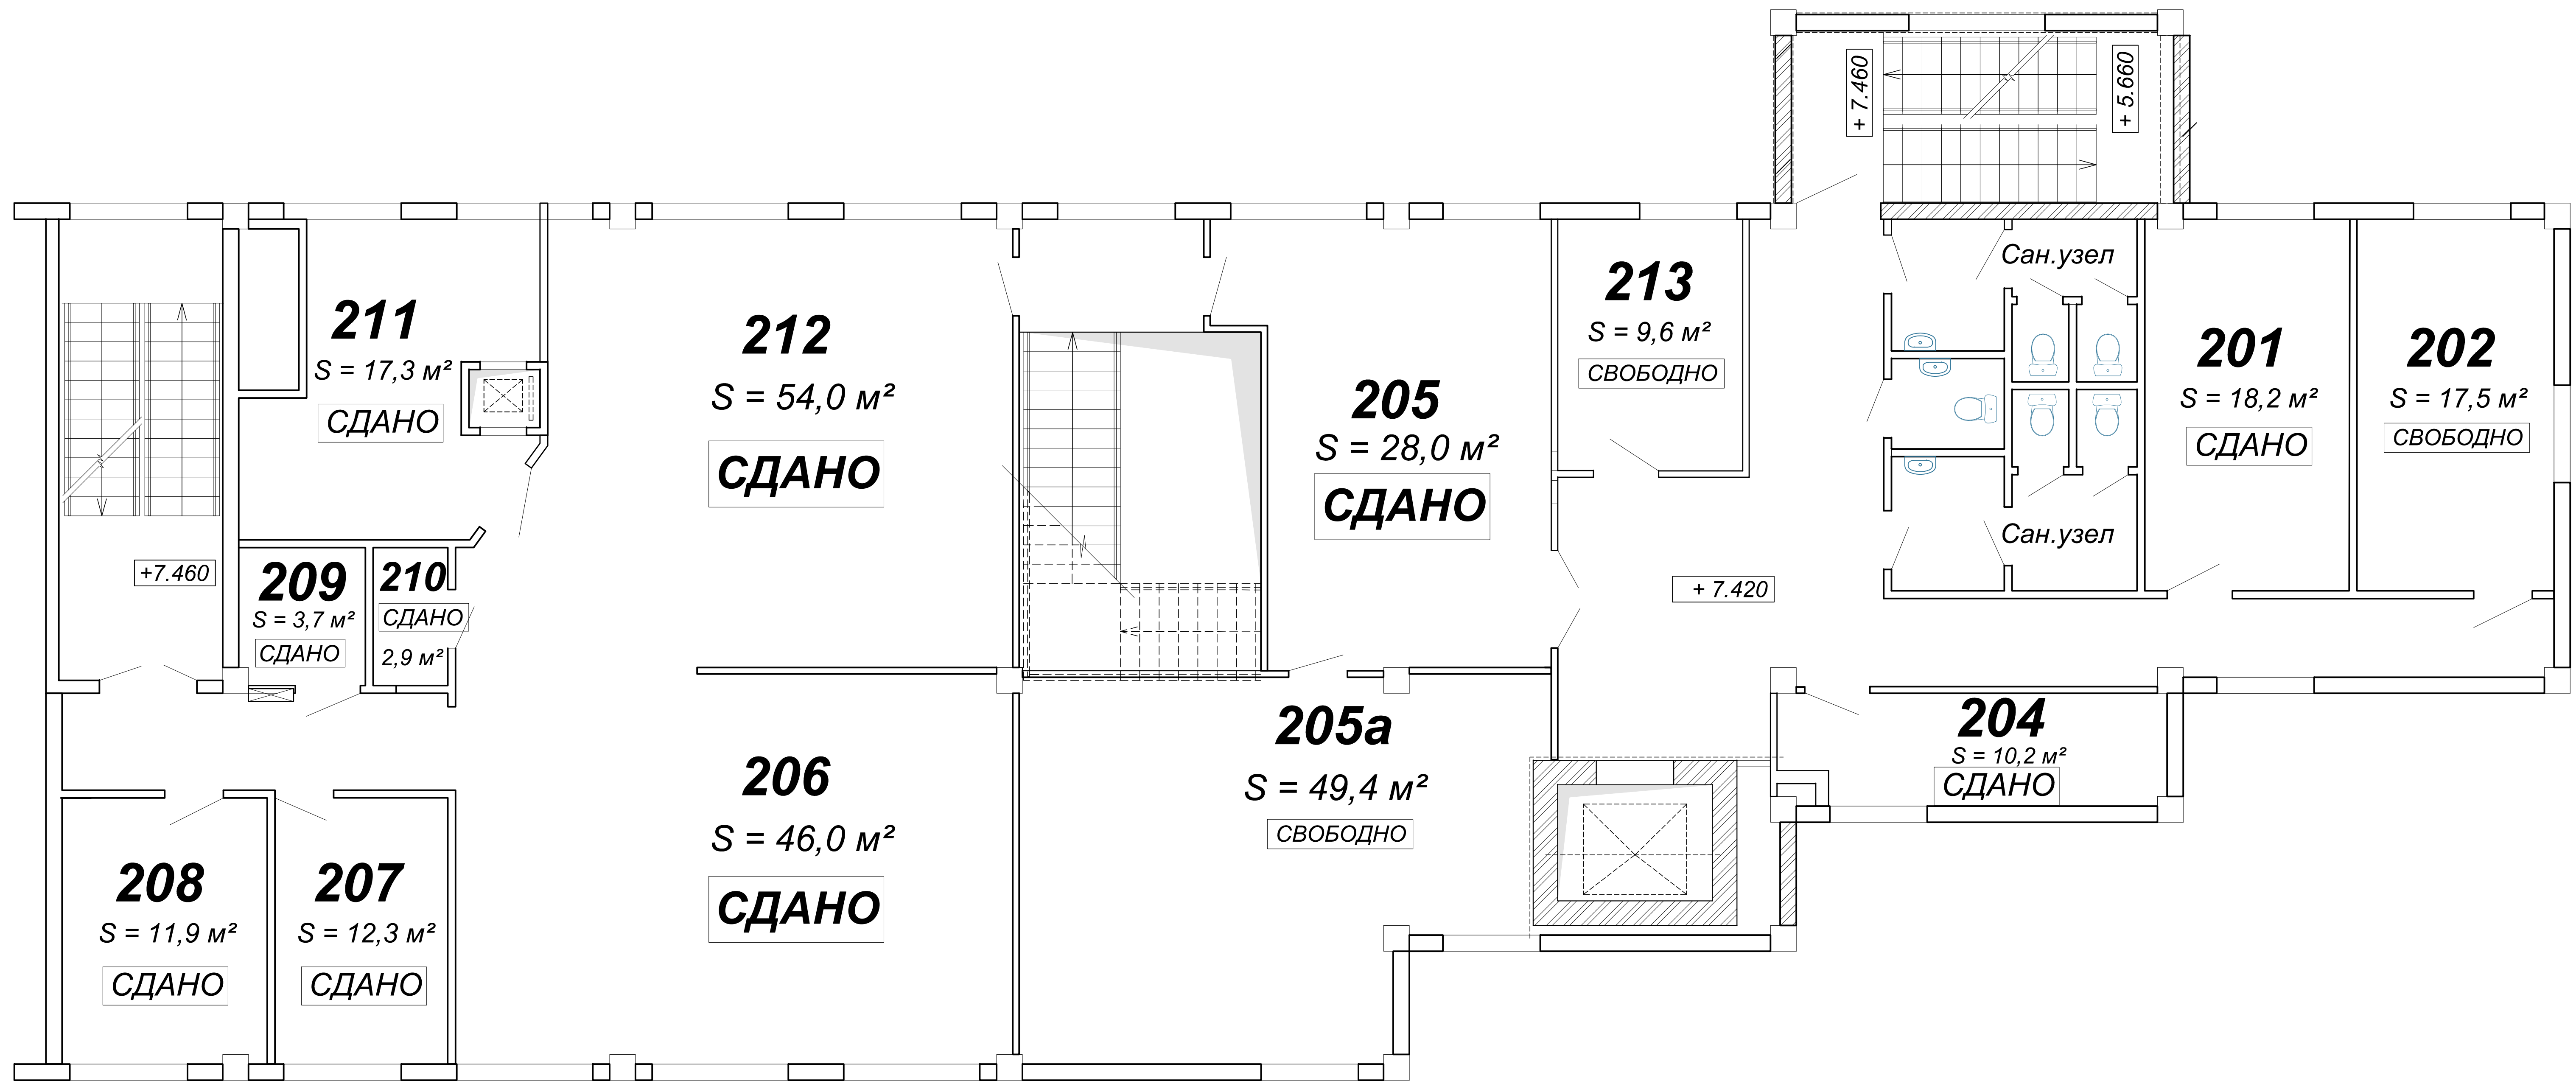 + 7.460
+ 5.660
211
S = 17,3 м²
СДАНО
212
S = 54,0 м²
СДАНО
205
S = 28,0 м²
СДАНО
213
S = 9,6 м²
СВОБОДНО
Сан.узел
201
S = 18,2 м²
СДАНО
202
S = 17,5 м²
СВОБОДНО
Сан.узел
+7.460
209
S = 3,7 м²
СДАНО
210
СДАНО
2,9 м²
+ 7.420
205а
S = 49,4 м²
СВОБОДНО
204
S = 10,2 м²
СДАНО
206
S = 46,0 м²
СДАНО
208
S = 11,9 м²
СДАНО
207
S = 12,3 м²
СДАНО